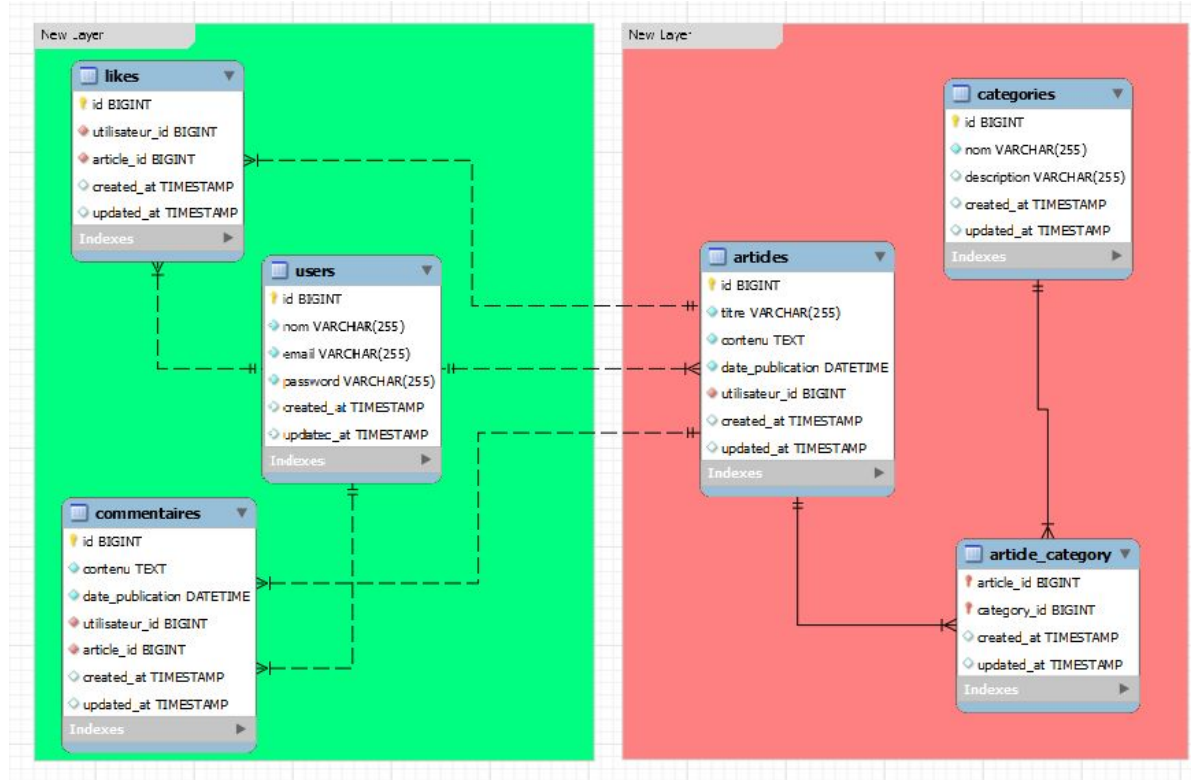 New Layer
likes
id BIGINT
utilisateur_id BIGINT
article_id BIGINT
created_at TIMESTAMP
updated_at TIMESTAMP
Indexes
users
id BIGINT
nom VARCHAR(255)
email VARCHAR(255)
password VARCHAR(255)
created_at TIMESTAMP
updated_at TIMESTAMP
Indexes
commentaires
id BIGINT
contenu TEXT
date_publication DATETIME
utilisateur_id BIGINT
article_id BIGINT
created_at TIMESTAMP
updated_at TIMESTAMP
Indexes
New Layer
categories
id BIGINT
nom VARCHAR(255)
description VARCHAR(255)
created_at TIMESTAMP
updated_at TIMESTAMP
Indexes
articles
id BIGINT
titre VARCHAR(255)
contenu TEXT
date_publication DATETIME
utilisateur_id BIGINT
created_at TIMESTAMP
updated_at TIMESTAMP
Indexes
article_category
article_id BIGINT
category_id BIGINT
created_at TIMESTAMP
updated_at TIMESTAMP
Indexes